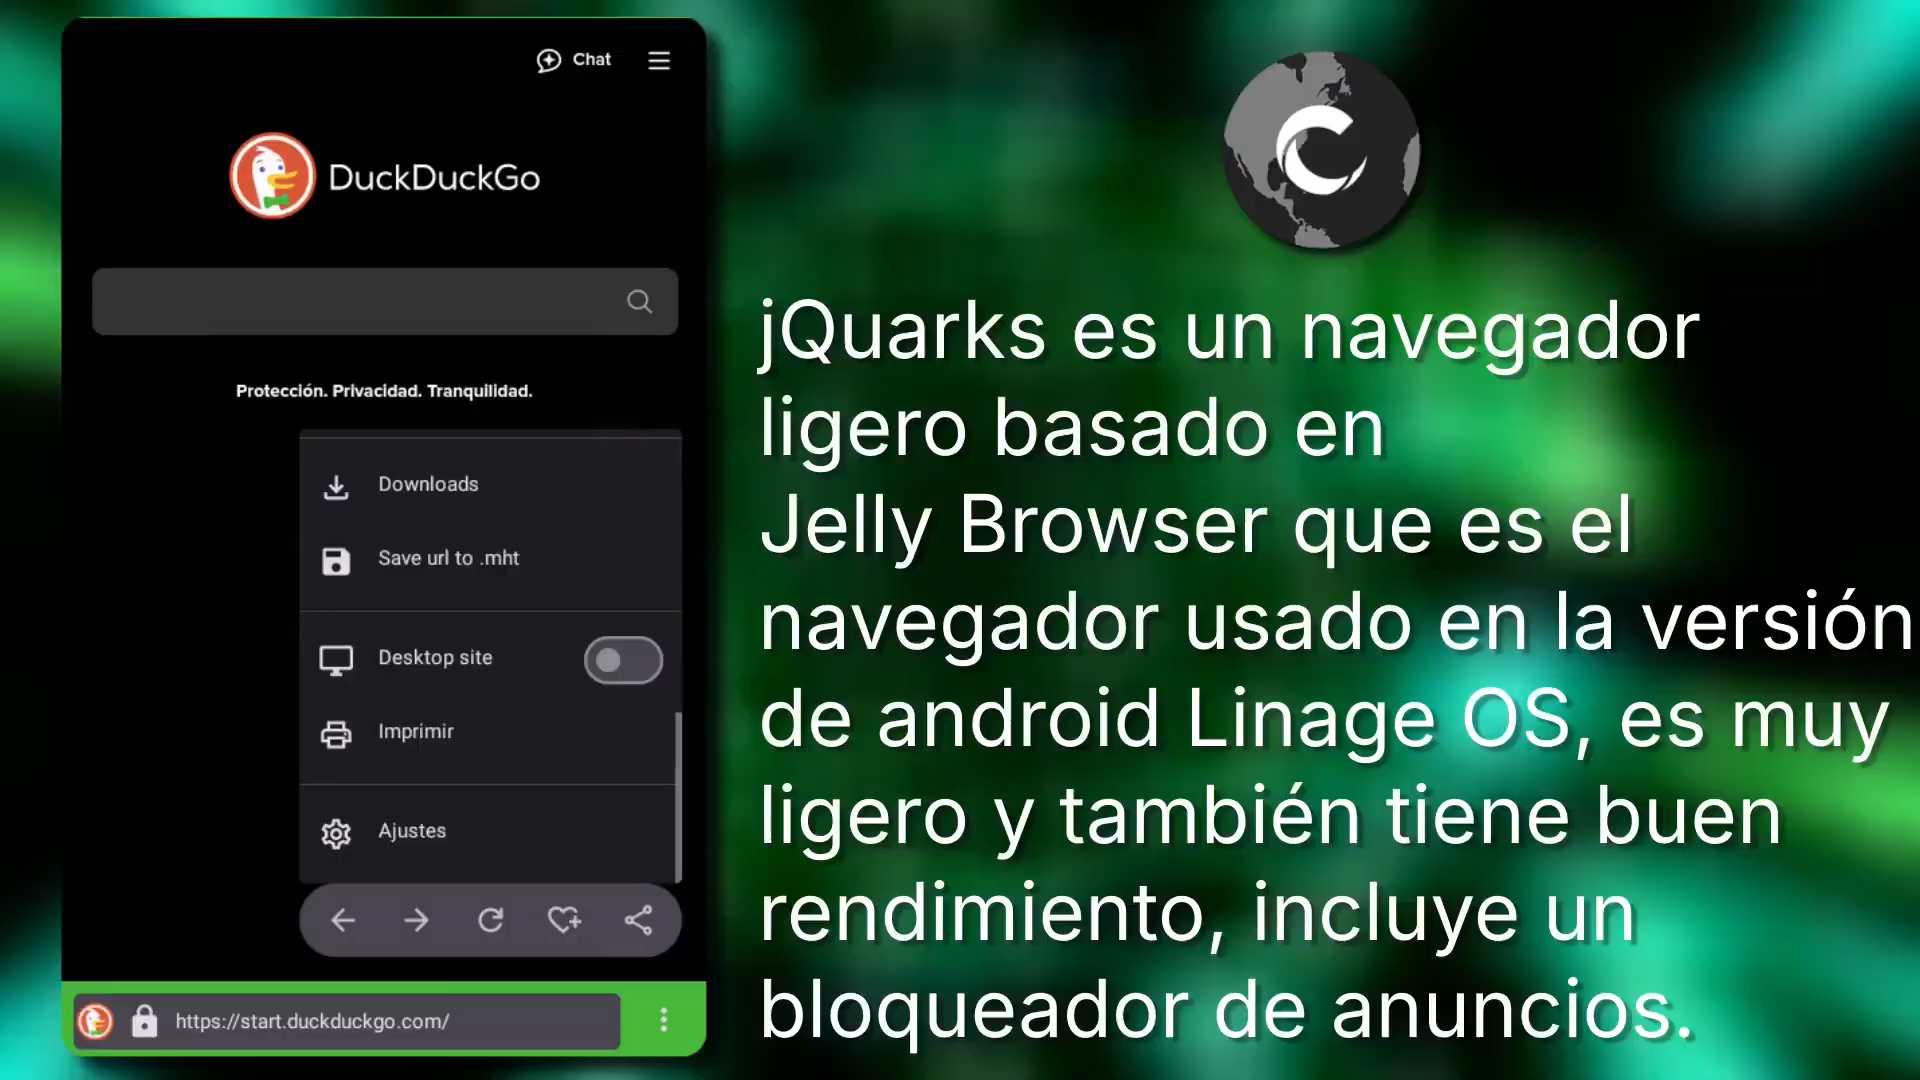 Chat
DuckDuckGo
Protección. Privacidad. Tranquilidad.
Downloads
Save url to .mht
Desktop site
Imprimir
Ajustes
https://start.duckduckgo.com/
jQuarks es un navegador
ligero basado en
Jelly Browser que es el
navegador usado en la versión
de android Linage OS, es muy
ligero y también tiene buen
rendimiento, incluye un
bloqueador de anuncios.